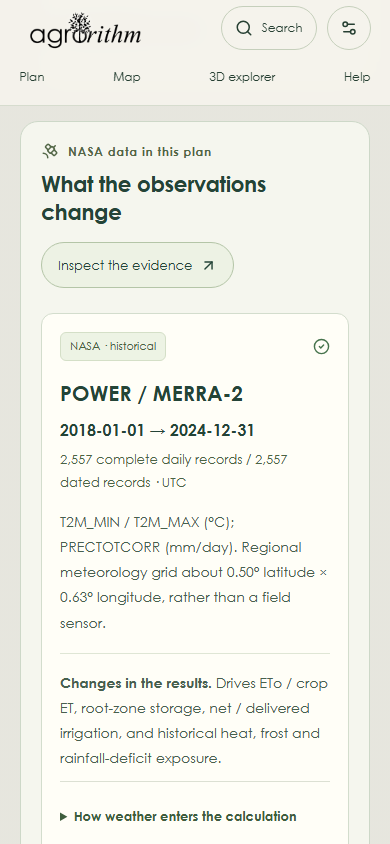 agrorithm
Search
Plan
Map
3D explorer
Help
NASA data in this plan
What the observations
change
Inspect the evidence
NASA · historical
POWER / MERRA-2
2018-01-01 → 2024-12-31
2,557 complete daily records / 2,557
dated records · UTC
T2M_MIN / T2M_MAX (°C);
PRECTOTCORR (mm/day). Regional
meteorology grid about 0.50° latitude ×
0.63° longitude, rather than a field
sensor.
Changes in the results. Drives ETo / crop
ET, root-zone storage, net / delivered
irrigation, and historical heat, frost and
rainfall-deficit exposure.
How weather enters the calculation